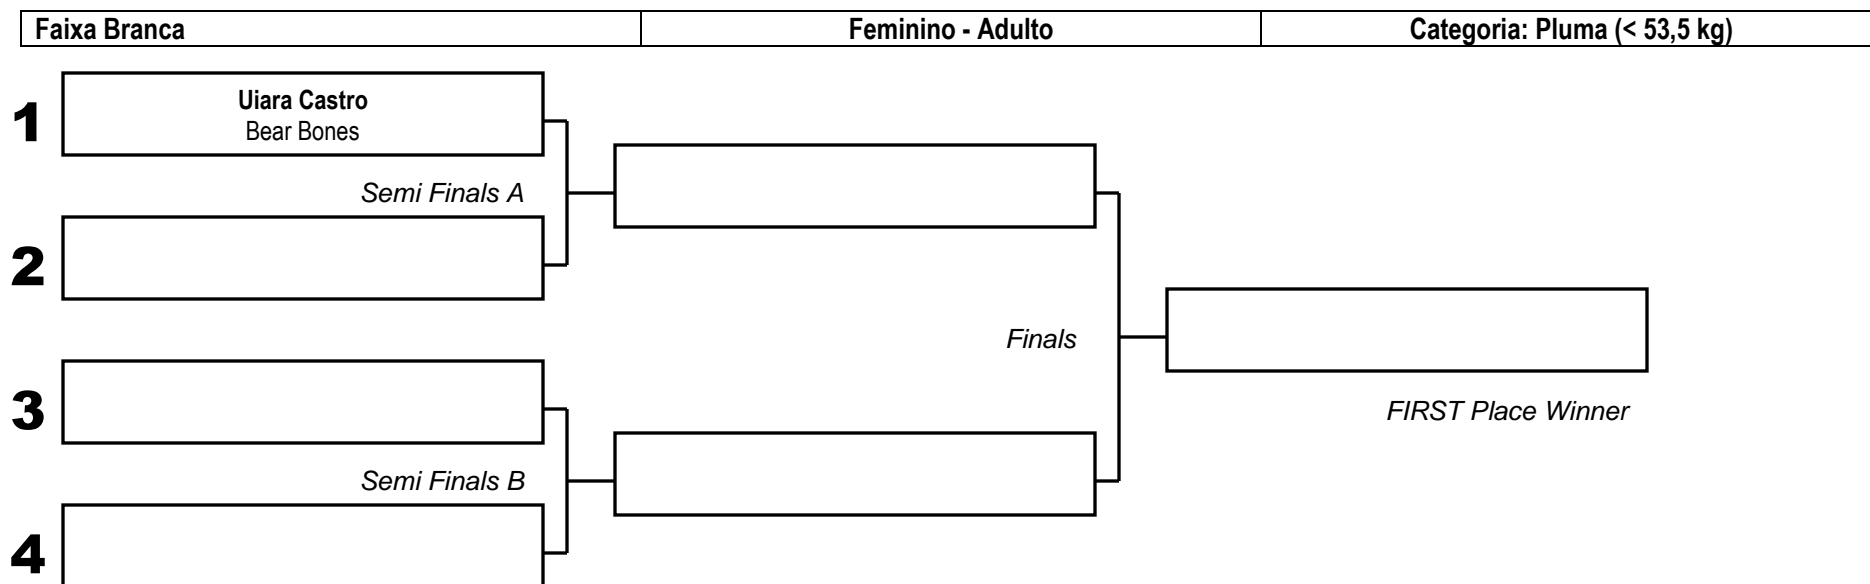 Faixa Branca
Feminino - Adulto
Categoria: Pluma (< 53,5 kg)
1
Uiara Castro
Bear Bones
Semi Finals A
2
Finals
3
FIRST Place Winner
Semi Finals B
4